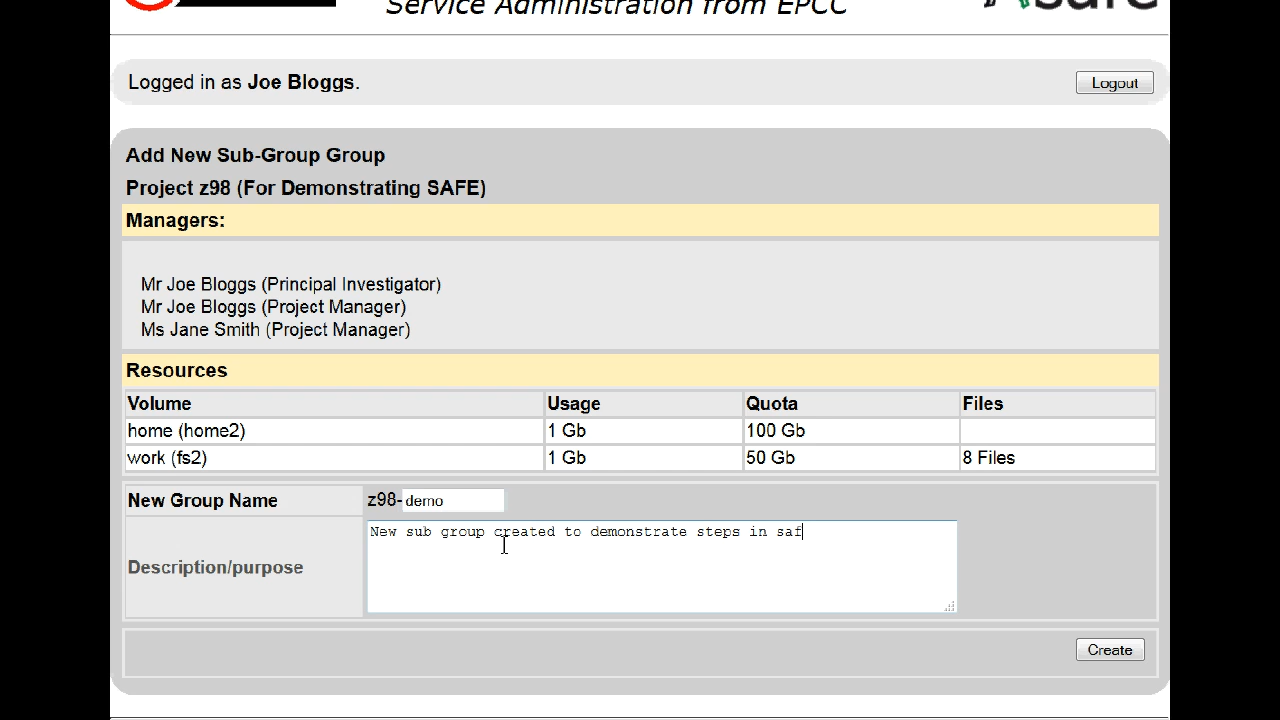 Service Administration from EPCC
safe
Logged in as Joe Bloggs.
Logout
Add New Sub-Group Group
Project z98 (For Demonstrating SAFE)
Managers:
Mr Joe Bloggs (Principal Investigator)
Mr Joe Bloggs (Project Manager)
Ms Jane Smith (Project Manager)
Resources
Volume Usage Quota Files
home (home2) 1 Gb 100 Gb
work (fs2) 1 Gb 50 Gb 8 Files
New Group Name z98-demo
New sub group created to demonstrate steps in saf
Description/purpose
Create